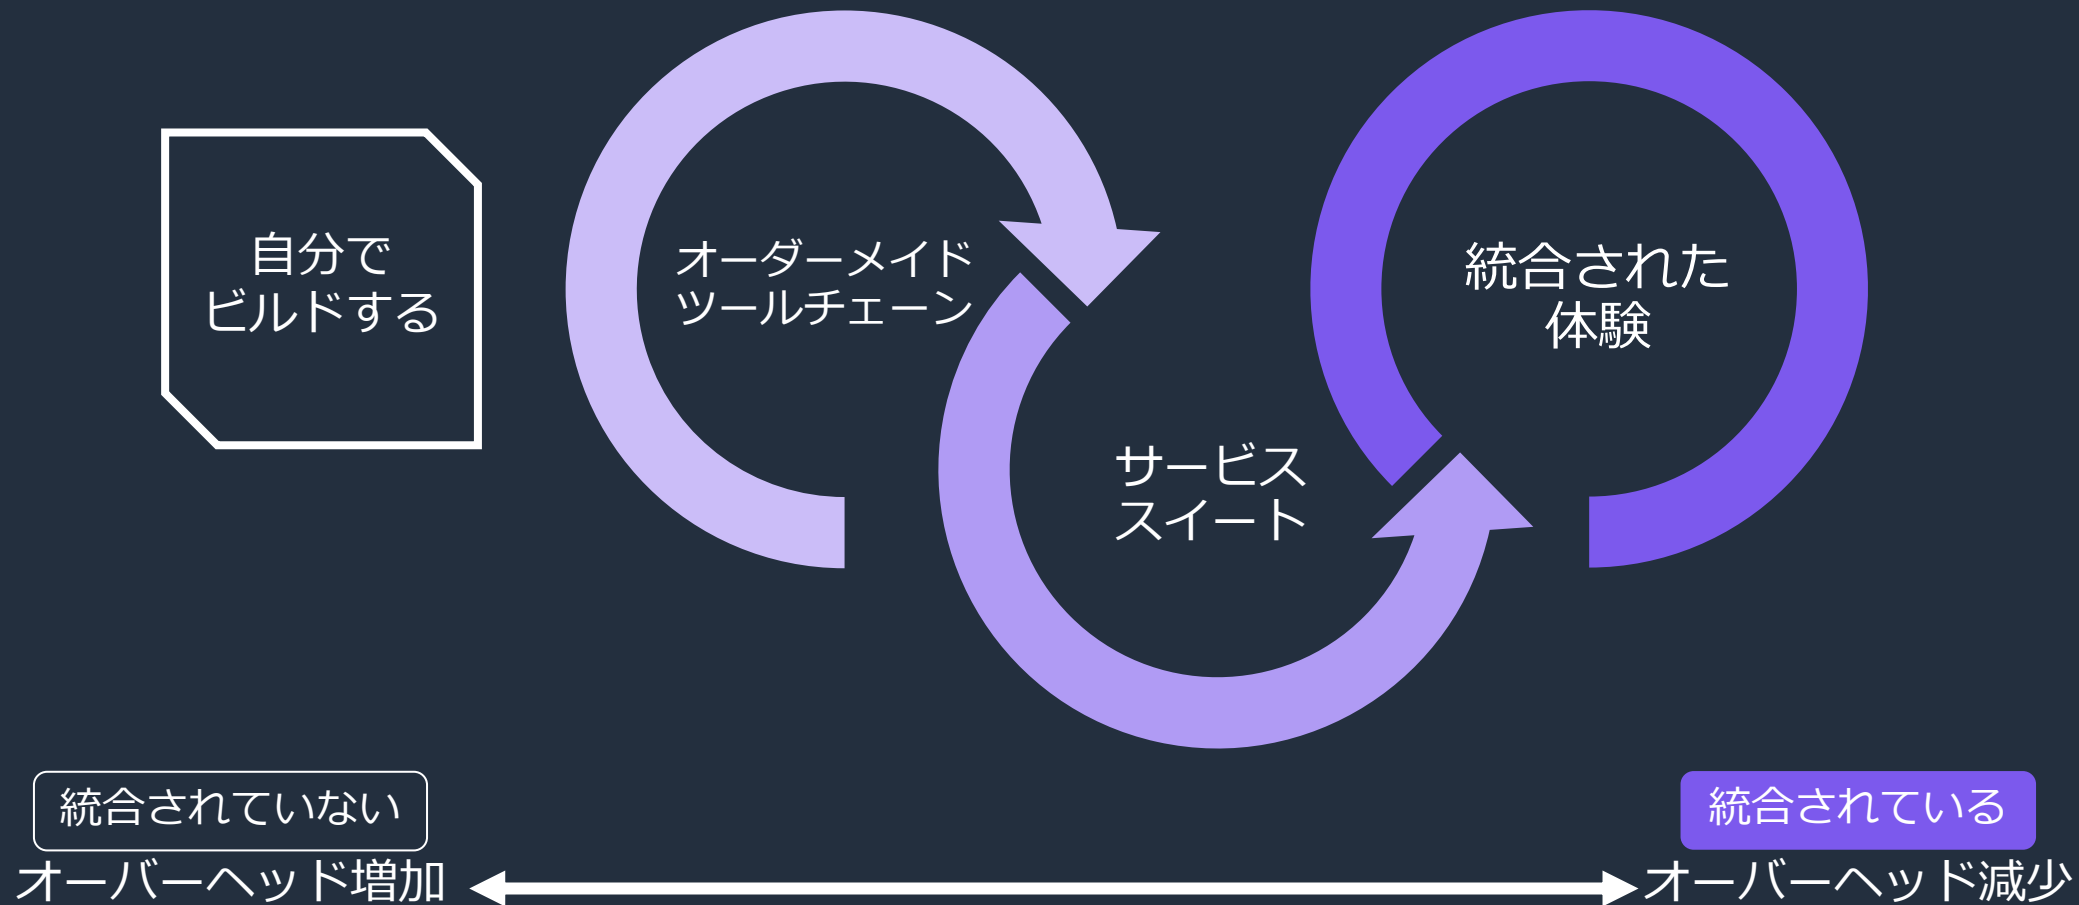 自分で
ビルドする
オーダーメイド
ツールチェーン
サービス
スイート
統合された
体験
統合されていない
オーバーヘッド増加
統合されている
オーバーヘッド減少